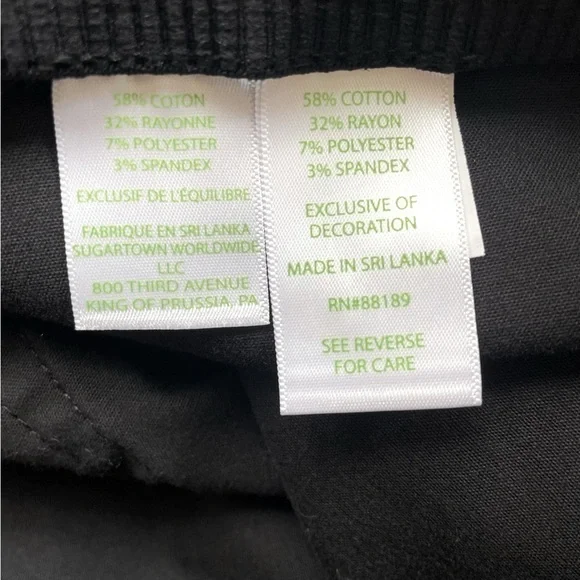 58% COTON
32% RAYONNE
7% POLYESTER
3% SPANDEX
EXCLUSIF DE L'ÉQUILIBRE
FABRIQUE EN SRI LANKA
SUGARTOWN WORLDWIDE
LLC
800 THIRD AVENUE
KING OF PRUSSIA, PA
58% COTTON
32% RAYON
7% POLYESTER
3% SPANDEX
EXCLUSIVE OF
DECORATION
MADE IN SRI LANKA
RN#88189
SEE REVERSE
FOR CARE